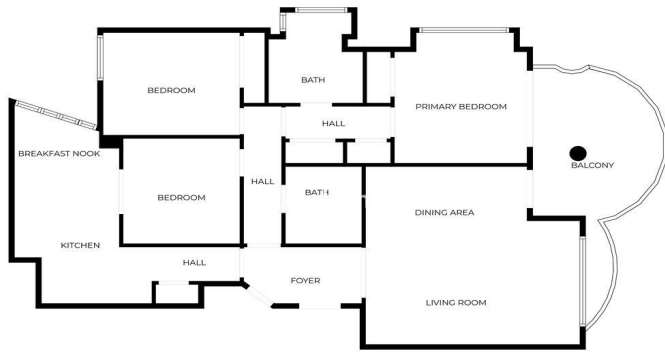 BATH
BEDROOM
PRIMARY BEDROOM
HALL
BREAKFAST NOOK
BALCONY
HALL
BEDROOM
BATH
DINING AREA
KITCHEN
HALL
FOYER
LIVING ROOM